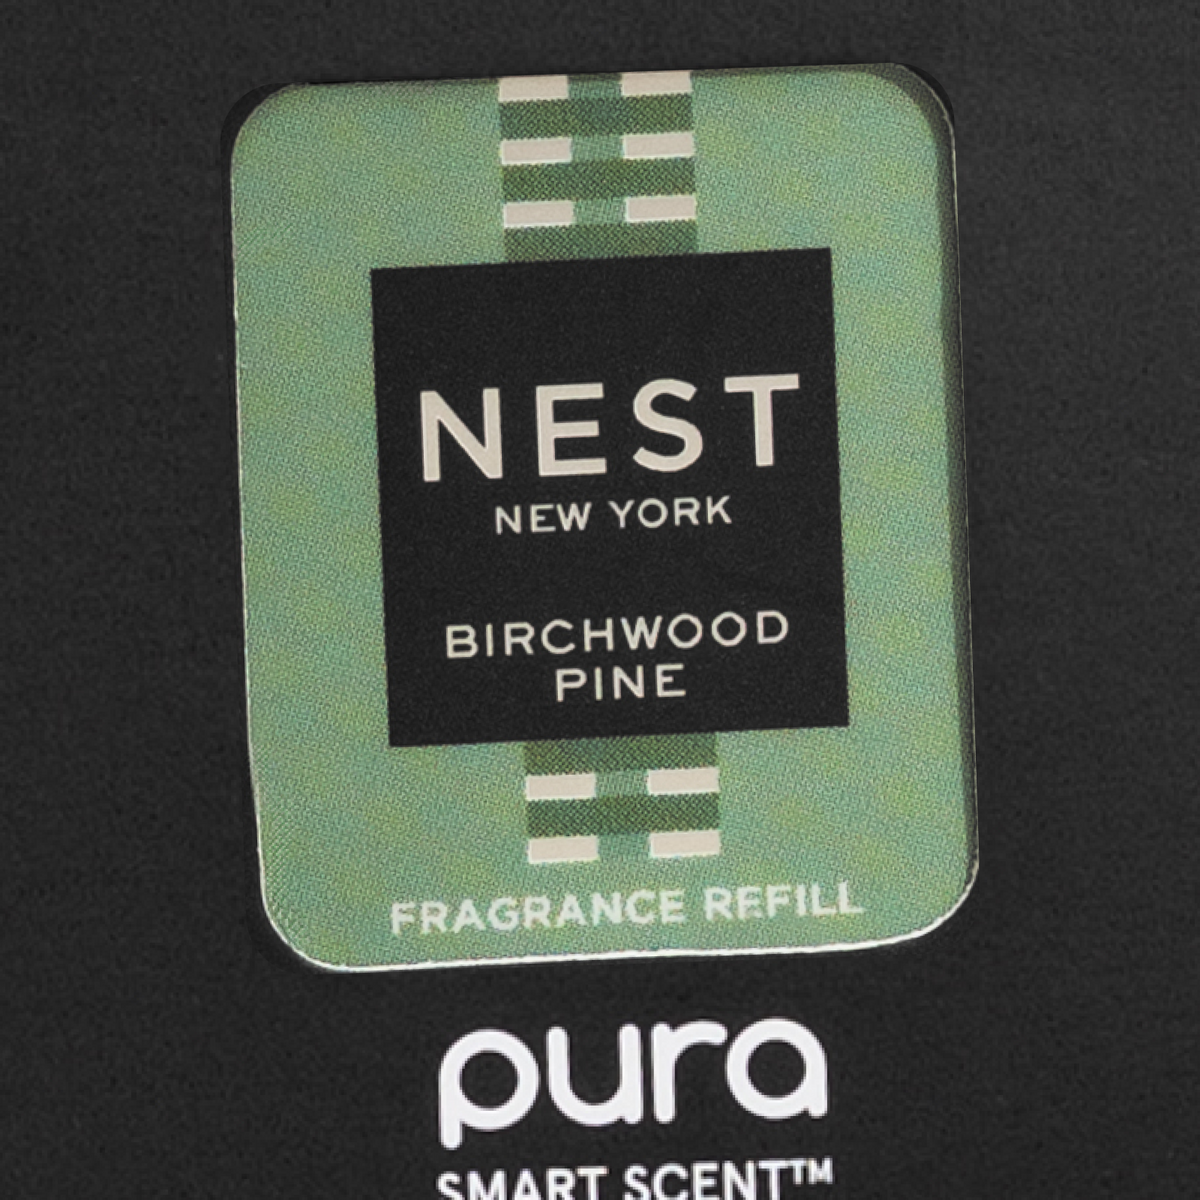 NEST
NEW YORK
BIRCHWOOD
PINE
FRAGRANCE REFILL
pura
SMART SCENT™